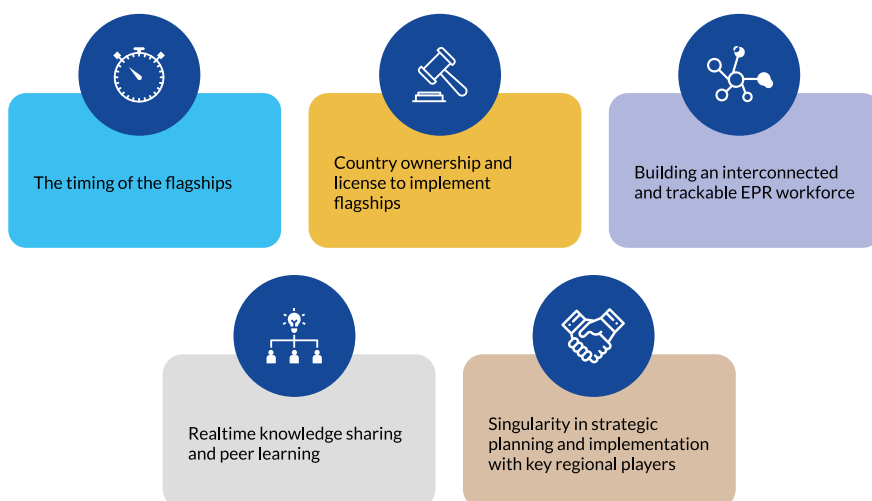 The timing of the flagships
Country ownership and
license to implement
flagships
Building an interconnected
and trackable EPR workforce
Realtime knowledge sharing
and peer learning
Singularity in strategic
planning and implementation
with key regional players